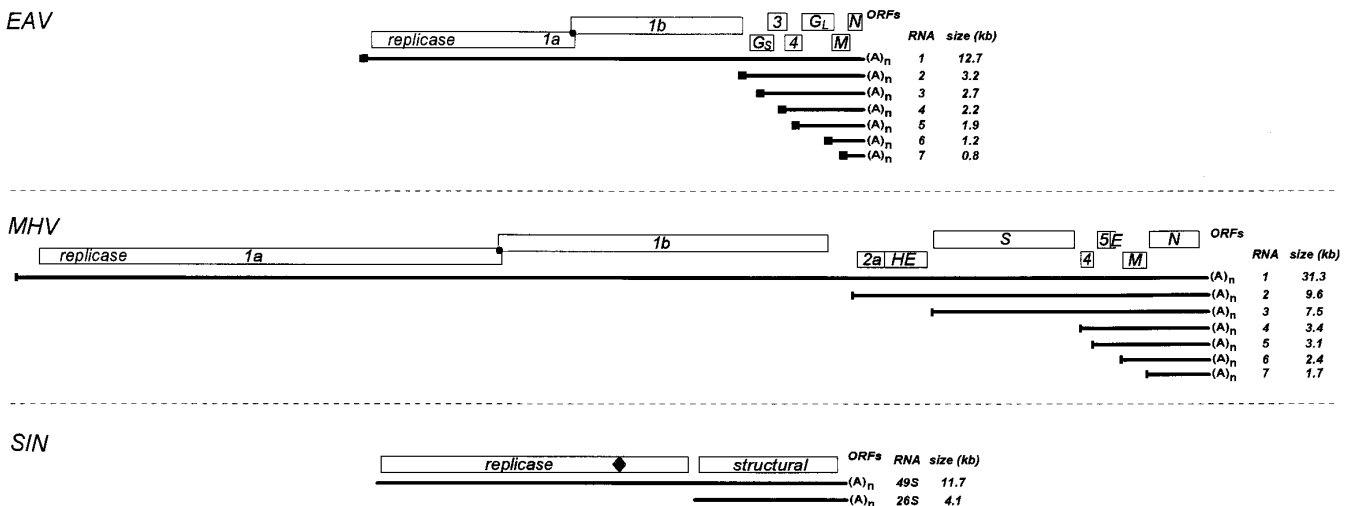 EAV
3 GL N ORFs
1b
replicase 1a GS 4 M RNA size (kb)
(A)n 1 12.7
(A)n 2 3.2
(A)n 3 2.7
(A)n 4 2.2
(A)n 5 1.9
(A)n 6 1.2
(A)n 7 0.8
MHV
1b S 5 E N ORFs
replicase 1a 2a HE 4 M RNA size (kb)
(A)n 1 31.3
(A)n 2 9.6
(A)n 3 7.5
(A)n 4 3.4
(A)n 5 3.1
(A)n 6 2.4
(A)n 7 1.7
SIN
replicase structural ORFs RNA size (kb)
(A)n 49S 11.7
(A)n 26S 4.1